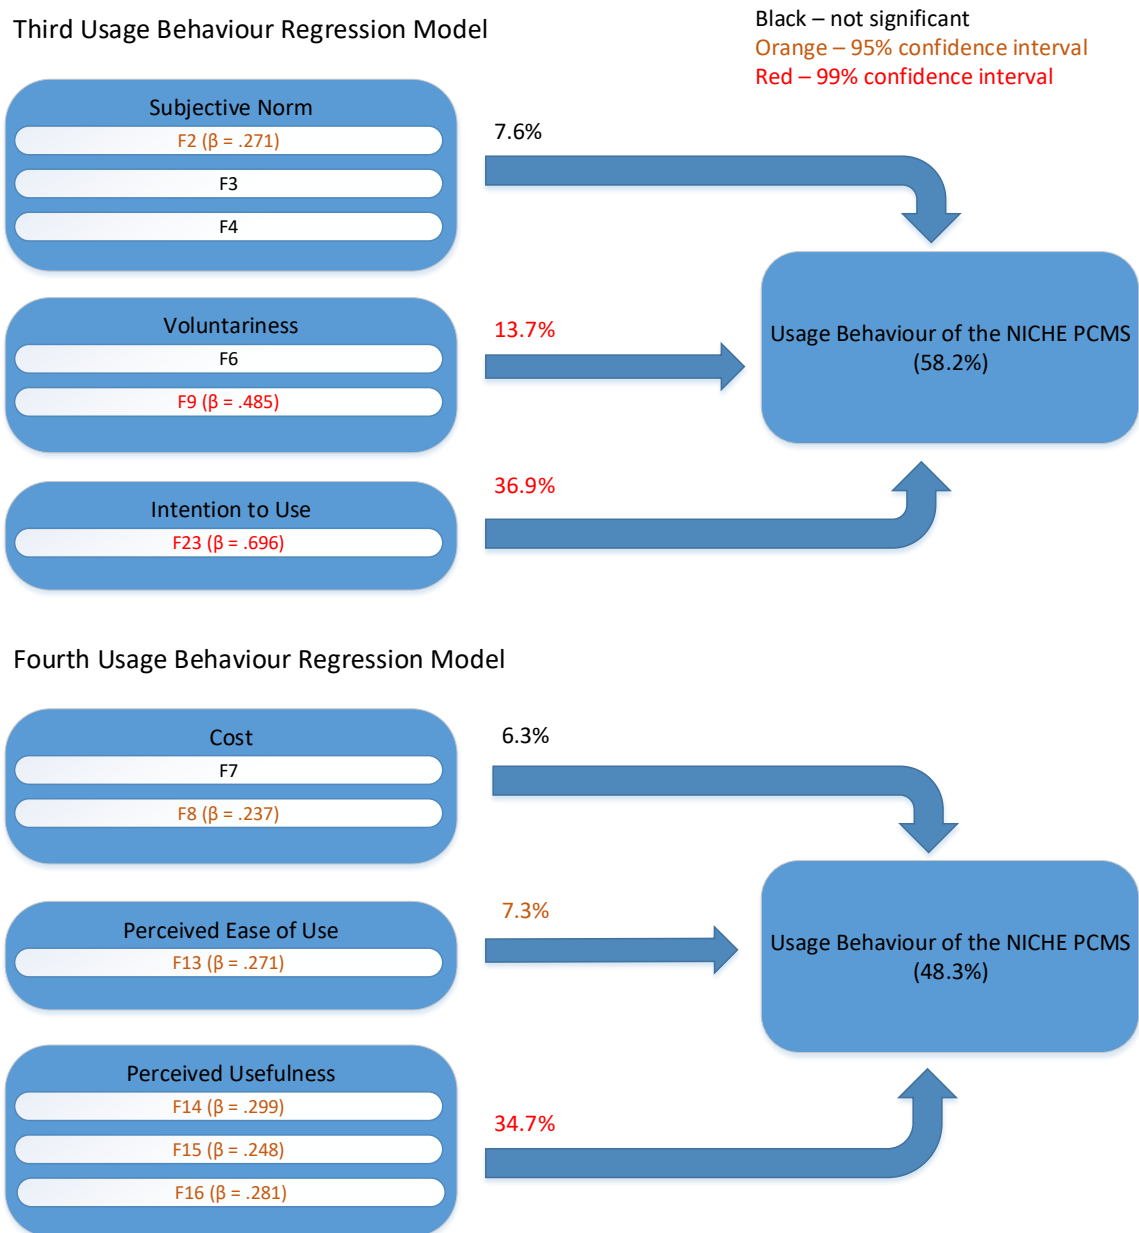 Third Usage Behaviour Regression Model
Black – not significant
Orange – 95% confidence interval
Red – 99% confidence interval
Subjective Norm
F2 (β = .271)
F3
F4
7.6%
Voluntariness
F6
F9 (β = .485)
13.7%
Usage Behaviour of the NICHE PCMS
(58.2%)
Intention to Use
F23 (β = .696)
36.9%
Fourth Usage Behaviour Regression Model
Cost
F7
F8 (β = .237)
6.3%
Perceived Ease of Use
F13 (β = .271)
7.3%
Usage Behaviour of the NICHE PCMS
(48.3%)
Perceived Usefulness
F14 (β = .299)
F15 (β = .248)
F16 (β = .281)
34.7%